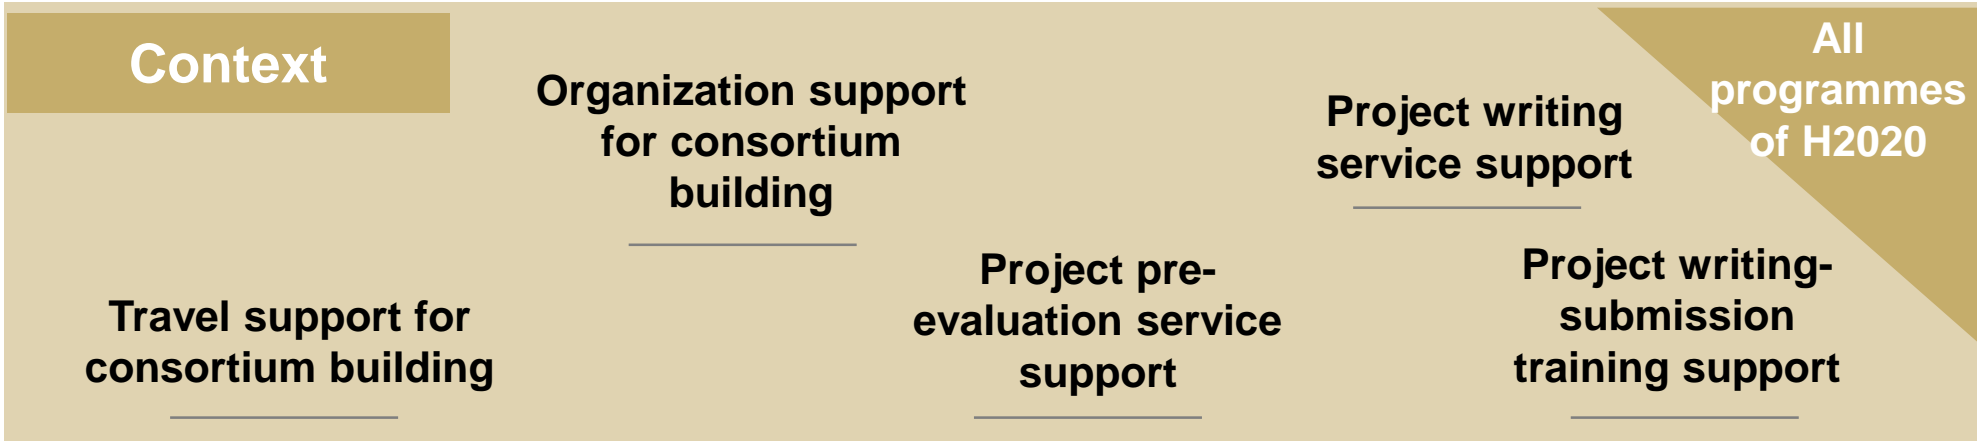 Context
All
programmes
of H2020
Organization support
for consortium
building
Project writing
service support
Travel support for
consortium building
Project pre-
evaluation service
support
Project writing-
submission
training support